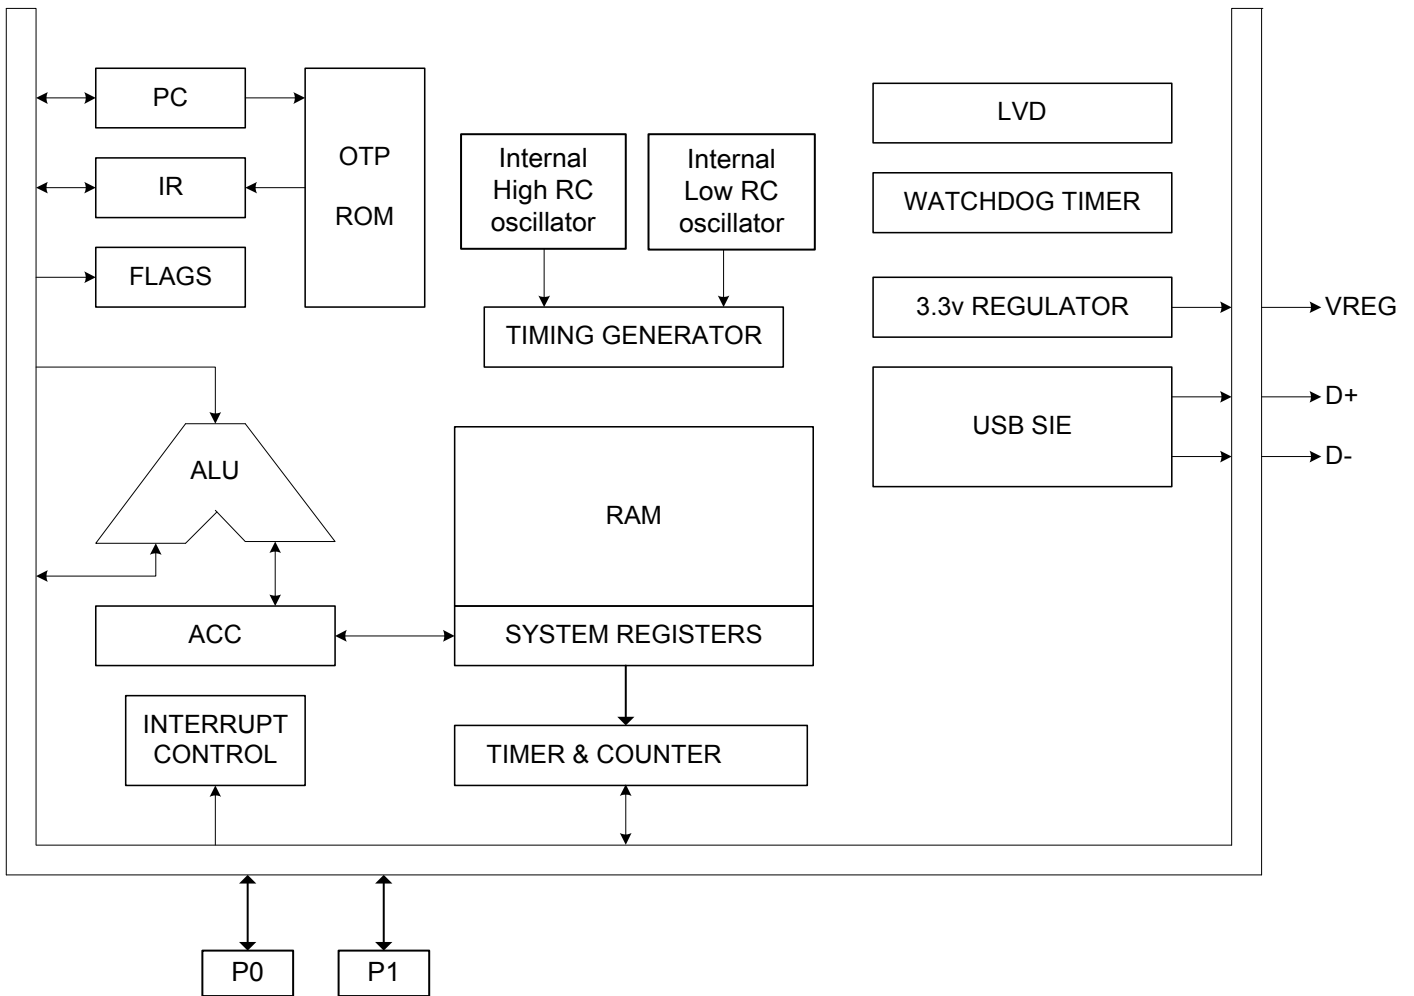 PC
IR
FLAGS
OTP
ROM
Internal
High RC
oscillator
Internal
Low RC
oscillator
TIMING GENERATOR
LVD
WATCHDOG TIMER
3.3v REGULATOR
VREG
USB SIE
D+
D-
ALU
RAM
ACC
SYSTEM REGISTERS
INTERRUPT
CONTROL
TIMER & COUNTER
P0
P1